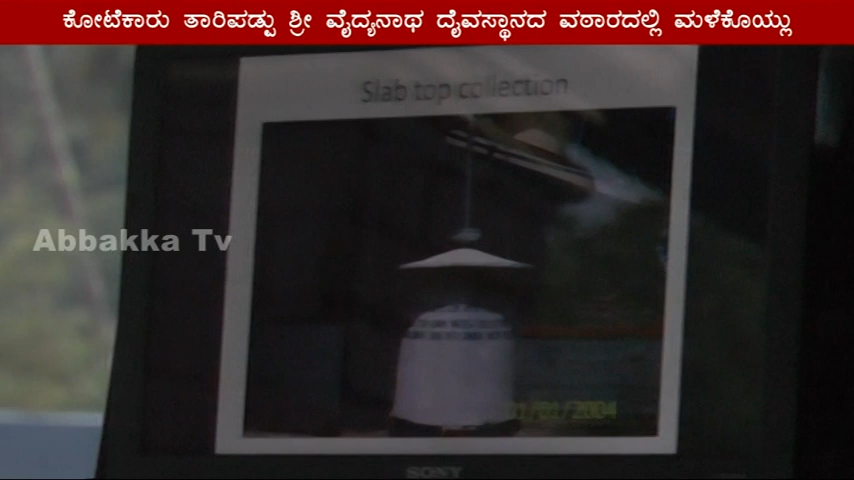 ಕೋಟೆಕಾರು ತಾರಿಪಡ್ಪು ಶ್ರೀ ವೈದ್ಯನಾಥ ದೈವಸ್ಥಾನದ ವಠಾರದಲ್ಲಿ ಮಳೆಕೊಯ್ಲು
Slab top collection
Abbakka Tv
SONY